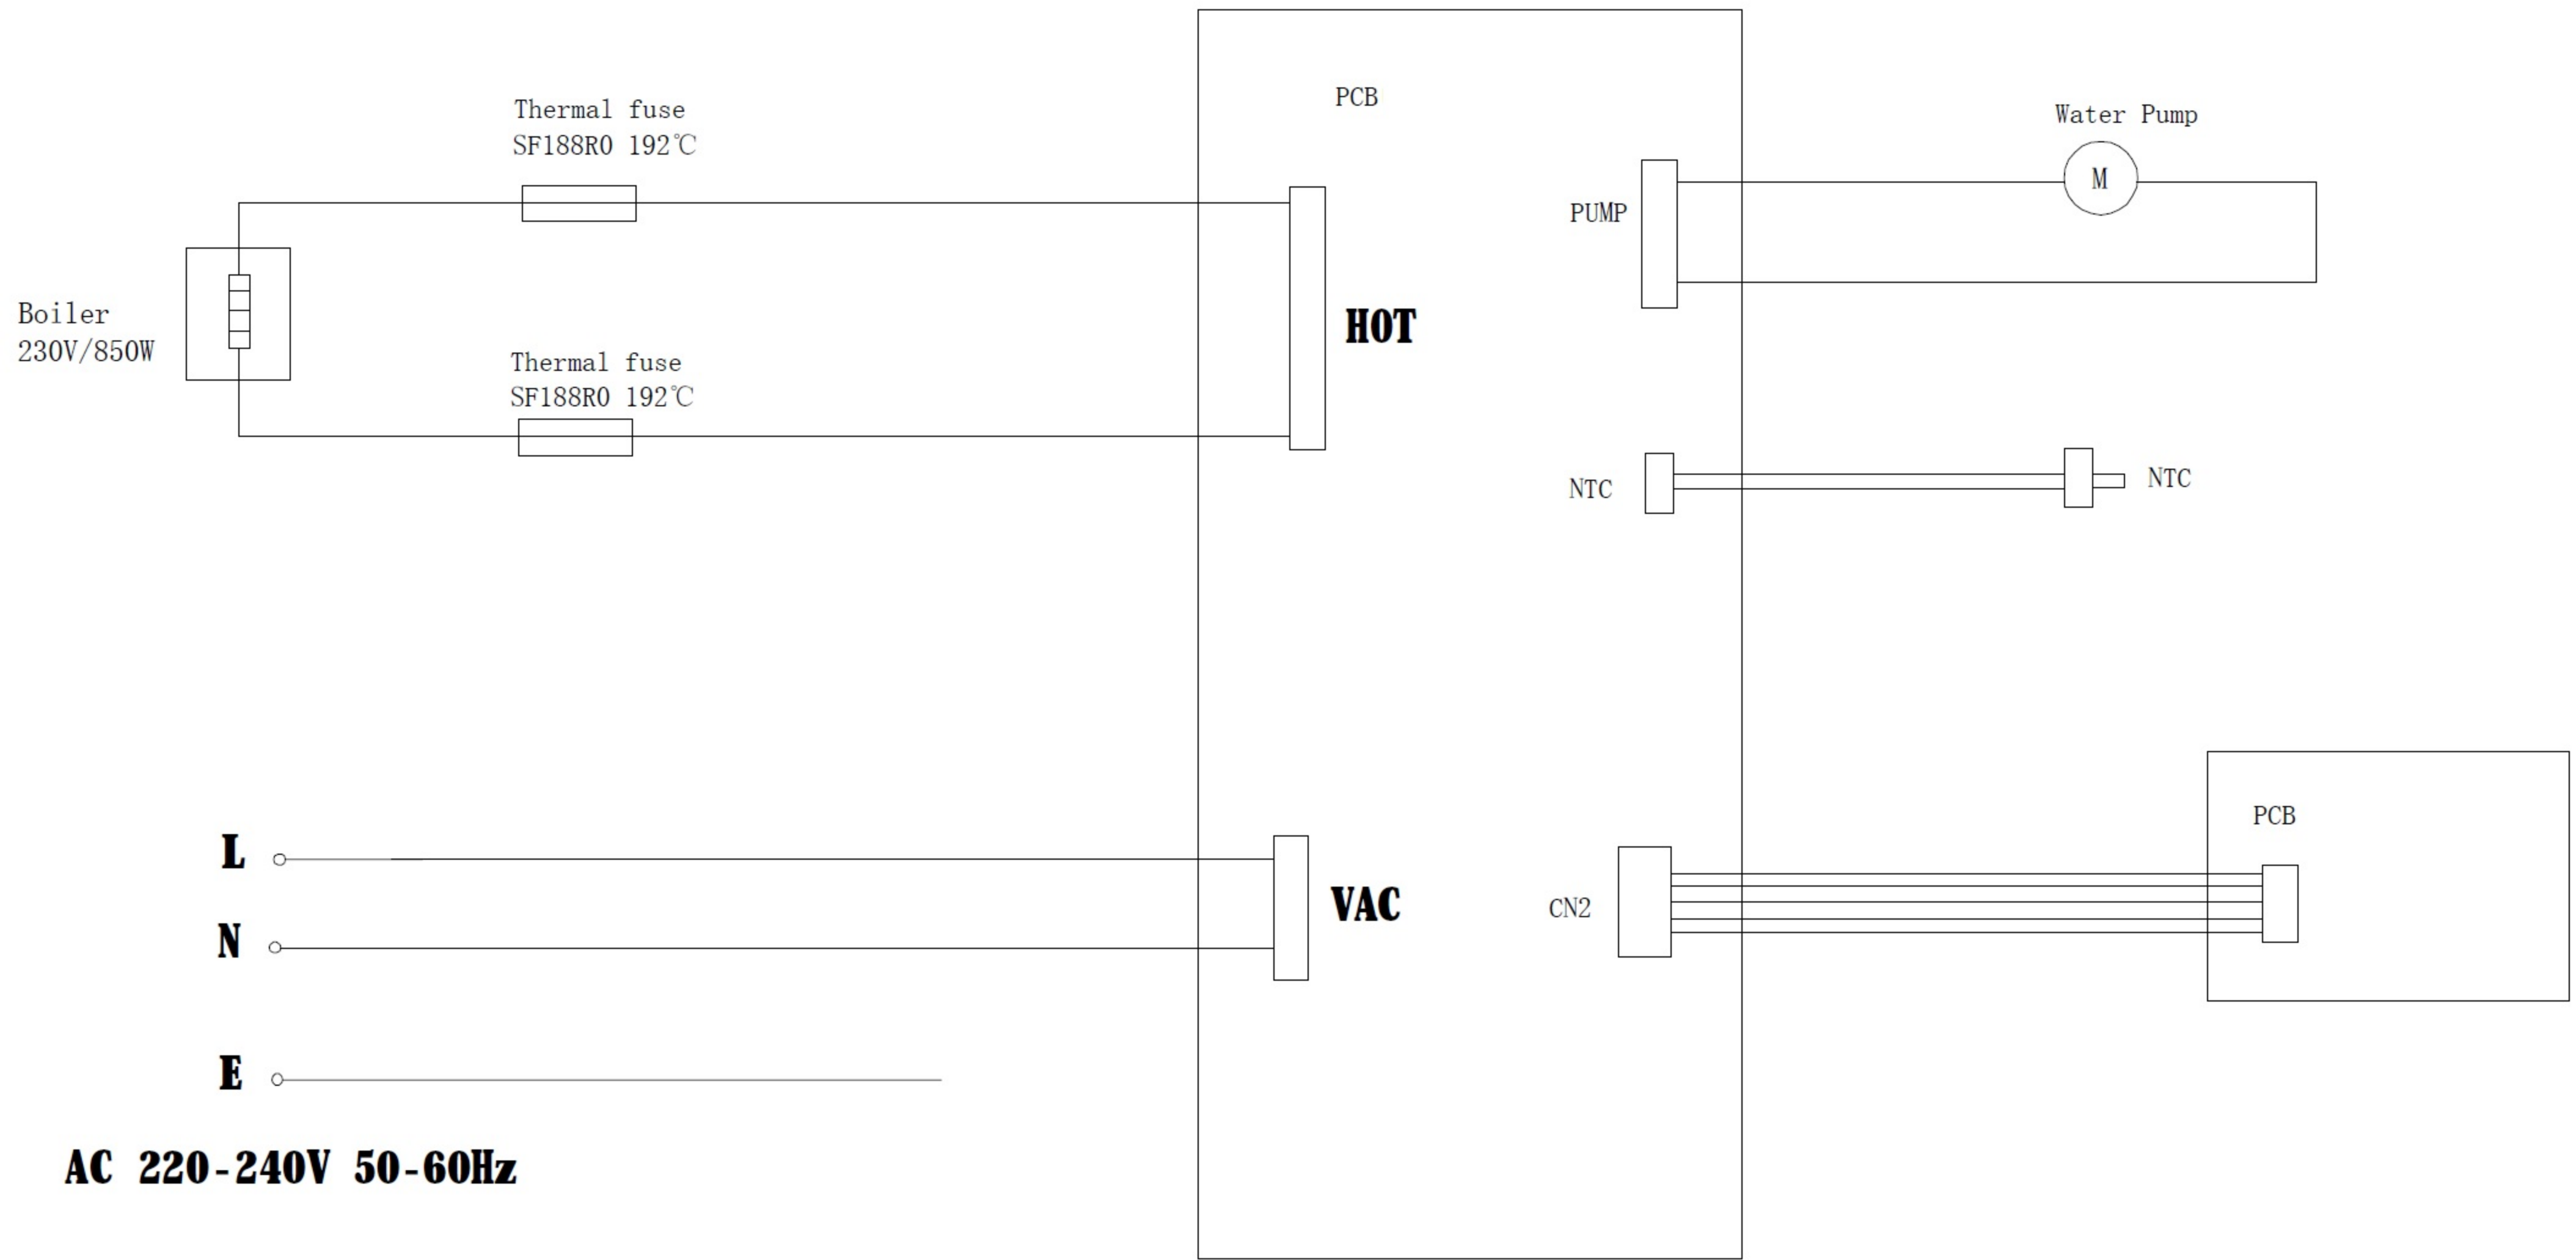 PCB
Thermal fuse
SF188R0 192℃
Water Pump
M
PUMP
HOT
Boiler
230V/850W
Thermal fuse
SF188R0 192℃
NTC
NTC
PCB
L
VAC
CN2
N
E
AC 220-240V 50-60Hz